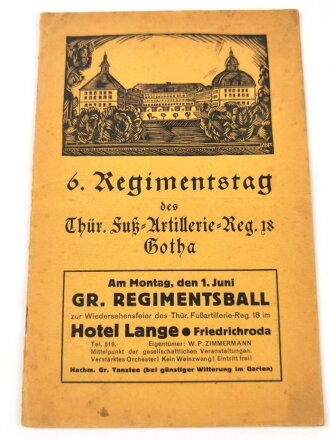 6. Regimentstag
des
Thür. Fuß-Artillerie-Reg. 18
Gotha
Am Montag, den 1. Juni
GR. REGIMENTSBALL
zur Wiedersehensfeier des Thür. Fußartillerie-Reg. 18 im
Hotel Lange ● Friedrichroda
Tel. 519. Eigentümer: W. P. ZIMMERMANN
Mittelpunkt der gesellschaftlichen Veranstaltungen.
Verstärktes Orchester! Kein Weinzwang! Eintritt frei!
Nachm. Gr. Tanztee (bei günstiger Witterung im Garten)